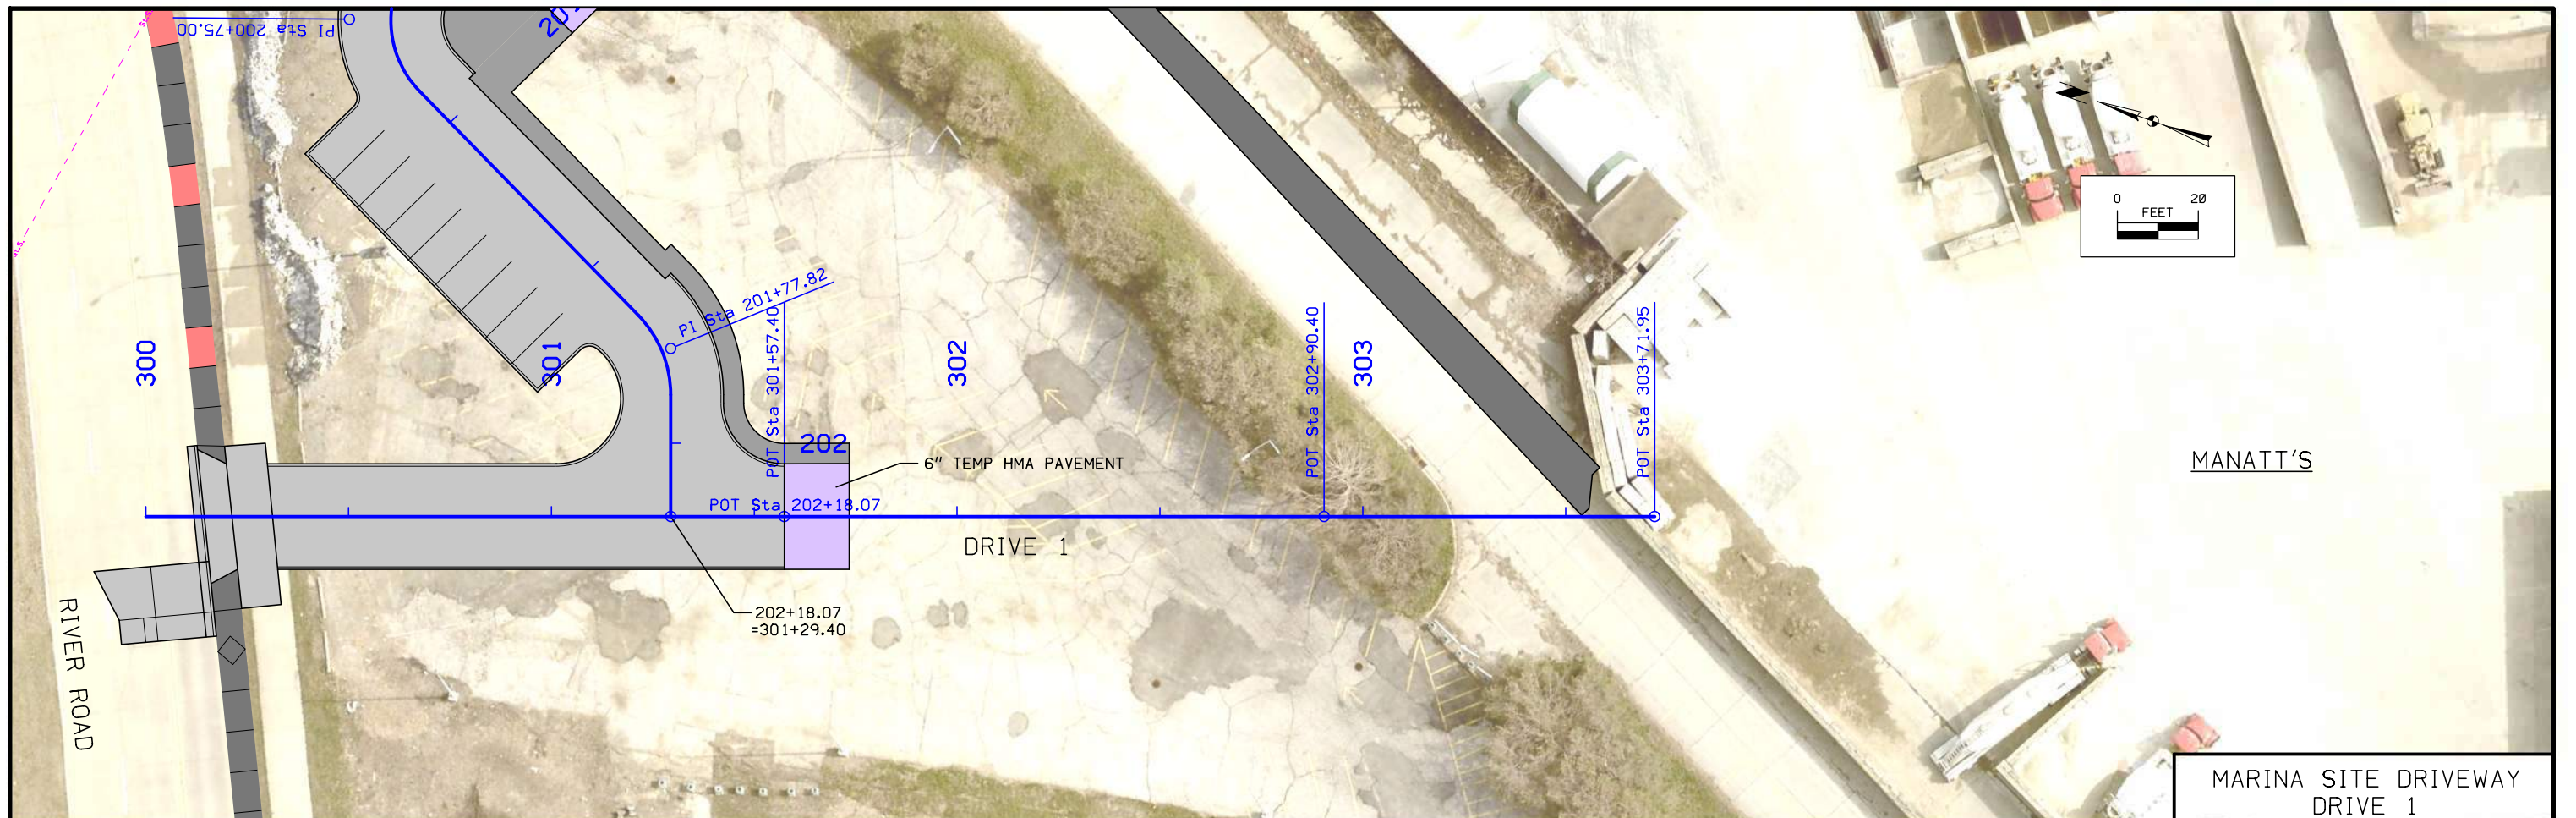 PI Sta 200+75.00
St.S.
20
0 20
FEET
St.S.
PI Sta 201+77.82
300
301
POT Sta 301+57.40
302
POT Sta 302+90.40
303
POT Sta 303+71.95
202
6" TEMP HMA PAVEMENT
MANATT'S
POT Sta 202+18.07
DRIVE 1
202+18.07
=301+29.40
RIVER ROAD
MARINA SITE DRIVEWAY
DRIVE 1